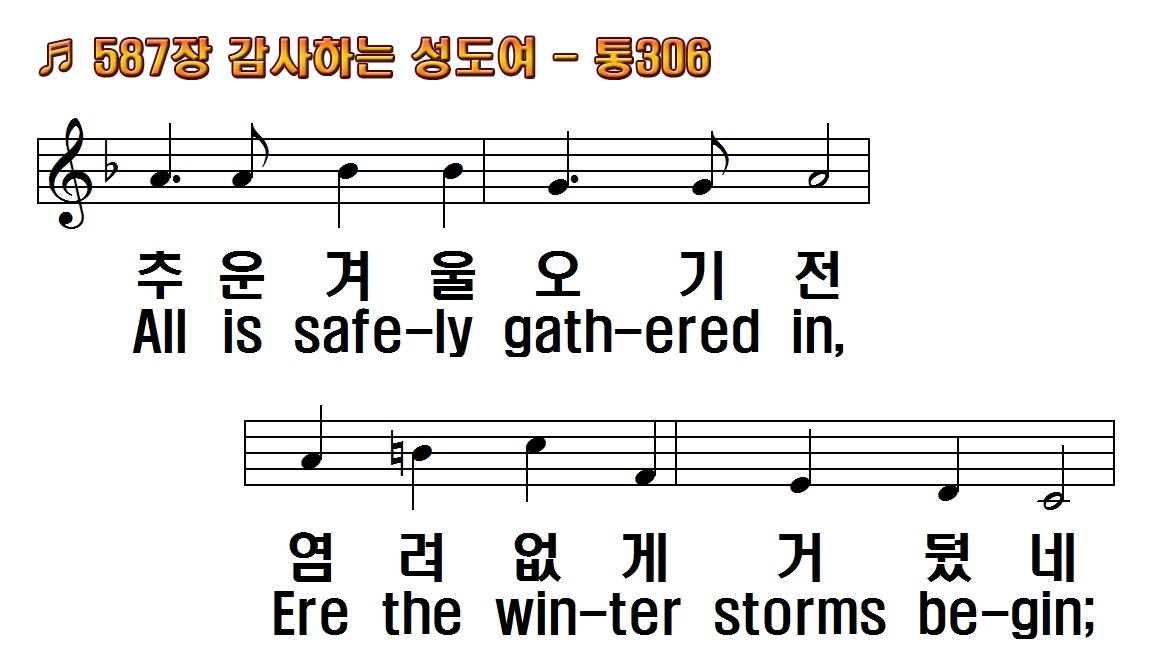 ♬ 587장 감사하는 성도여 - 통306
추 운 겨 울 오 기 전
All is safe-ly gath-ered in,
염 려 없 게 거 뒀 네
Ere the win-ter storms be-gin;